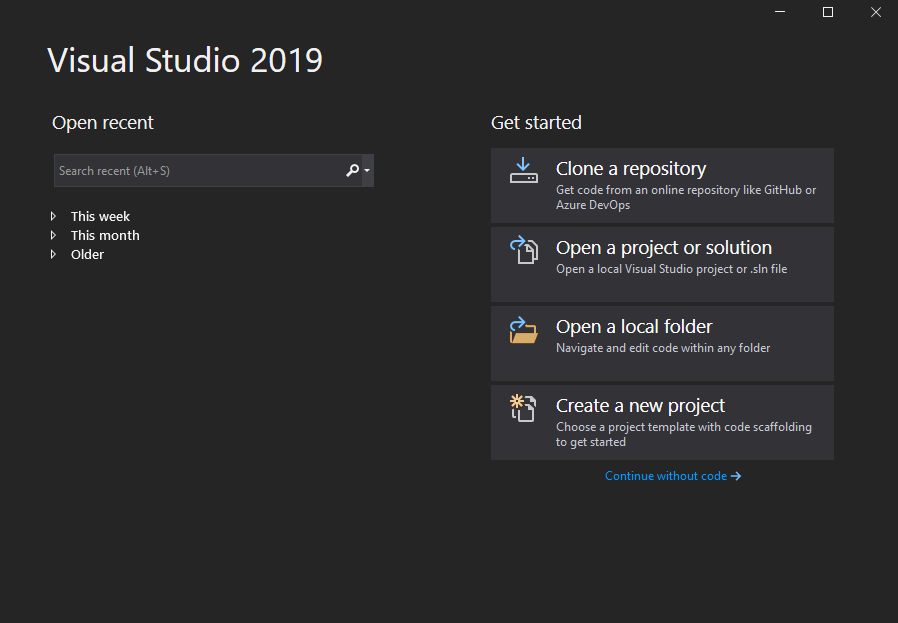 Visual Studio 2019
Open recent
Search recent (Alt+S)
This week
This month
Older
Get started
Clone a repository
Get code from an online repository like GitHub or
Azure DevOps
Open a project or solution
Open a local Visual Studio project or .sln file
Open a local folder
Navigate and edit code within any folder
Create a new project
Choose a project template with code scaffolding
to get started
Continue without code →